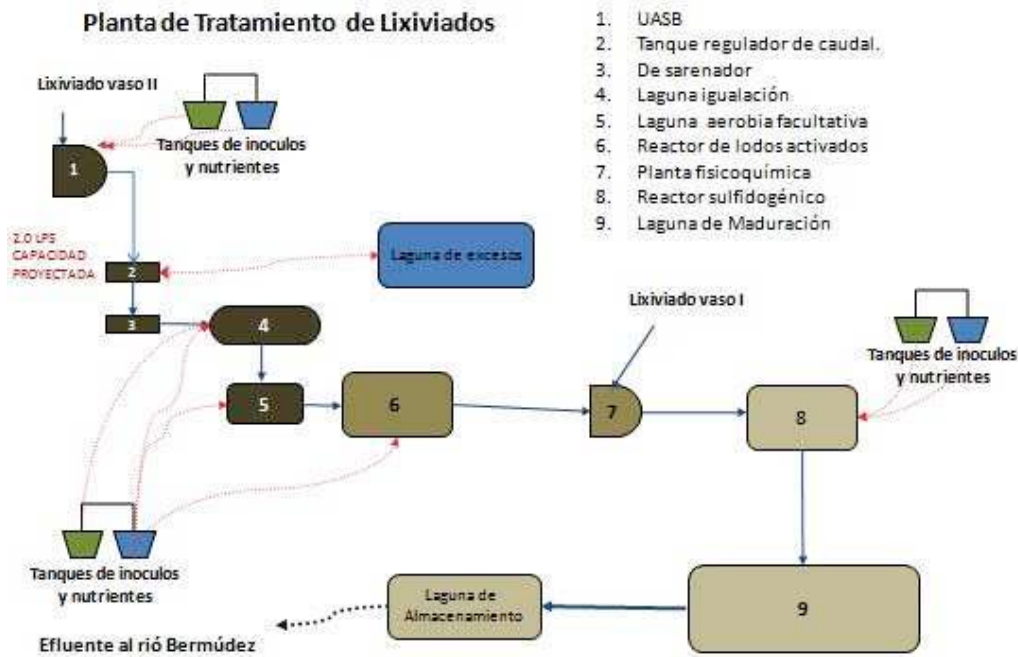 Planta de Tratamiento de Lixiviados
1. UASB
2. Tanque regulador de caudal.
3. De sarenador
4. Laguna igualación
5. Laguna aerobia facultativa
6. Reactor de lodos activados
7. Planta fisicoquímica
8. Reactor sulfidogénico
9. Laguna de Maduración
Lixiviado vaso II
Tanques de inoculos
y nutrientes
1
2.0 LPS
CAPACIDAD
PROYECTADA
2
Laguna de excesos
3
4
Lixiviado vaso I
Tanques de inoculos
y nutrientes
5
6
7
8
Tanques de inoculos
y nutrientes
Laguna de
Almacenamiento
9
Efluente al rió Bermúdez